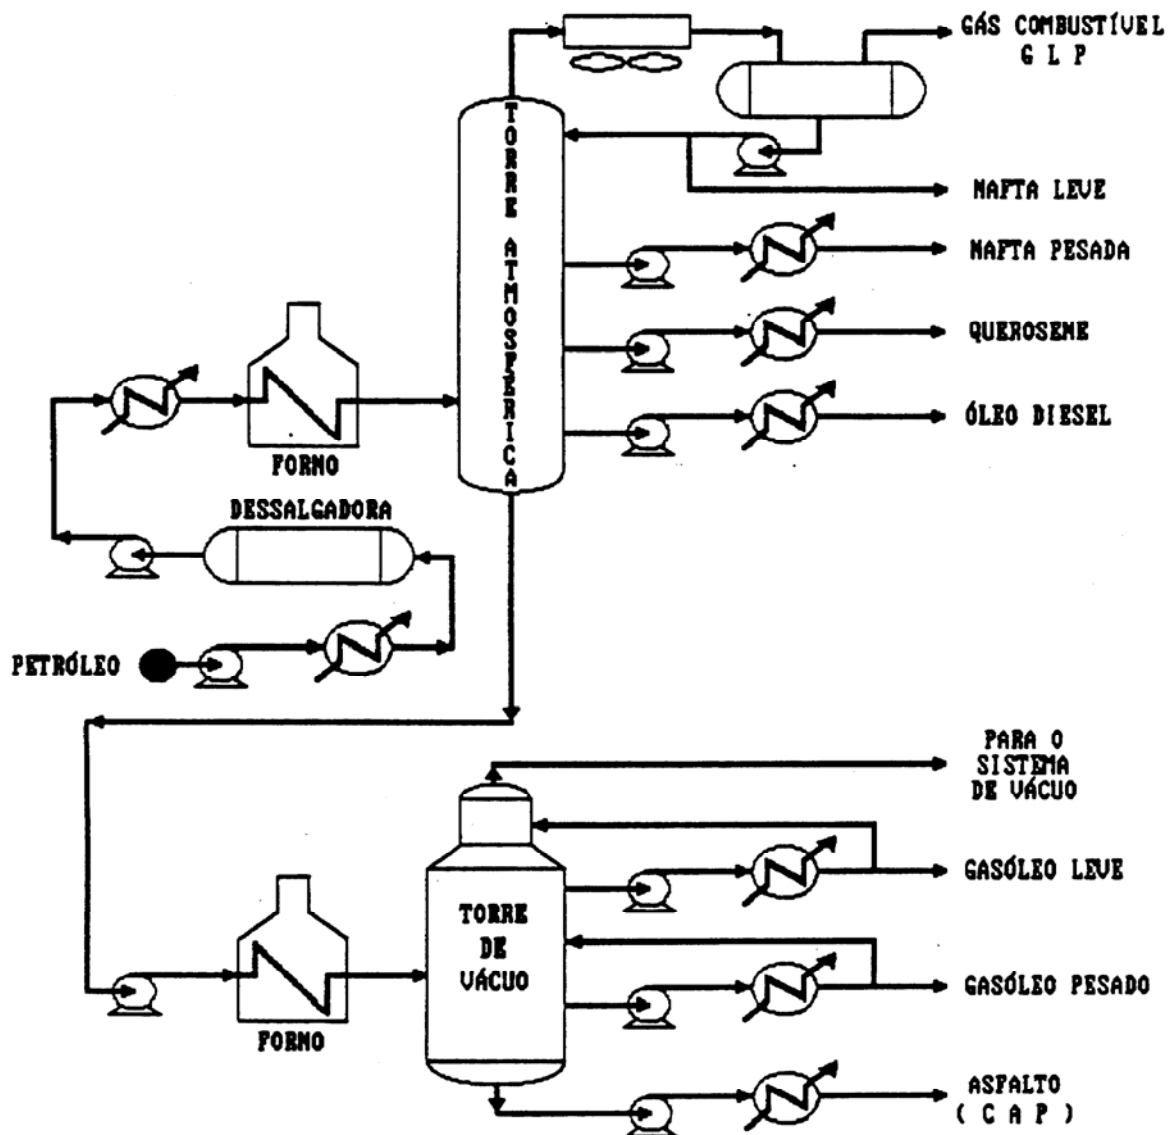 GÁS COMBUSTÍVEL
G L P
TORRE ATMOSFÉRICA
NAFTA LEVE
NAFTA PESADA
QUEROSENE
ÓLEO DIESEL
FORNO
DESSALGADORA
PETRÓLEO
PARA O
SISTEMA
DE VÁCUO
GASÓLEO LEVE
TORRE
DE
VÁCUO
GASÓLEO PESADO
FORNO
ASFALTO
( C A P )